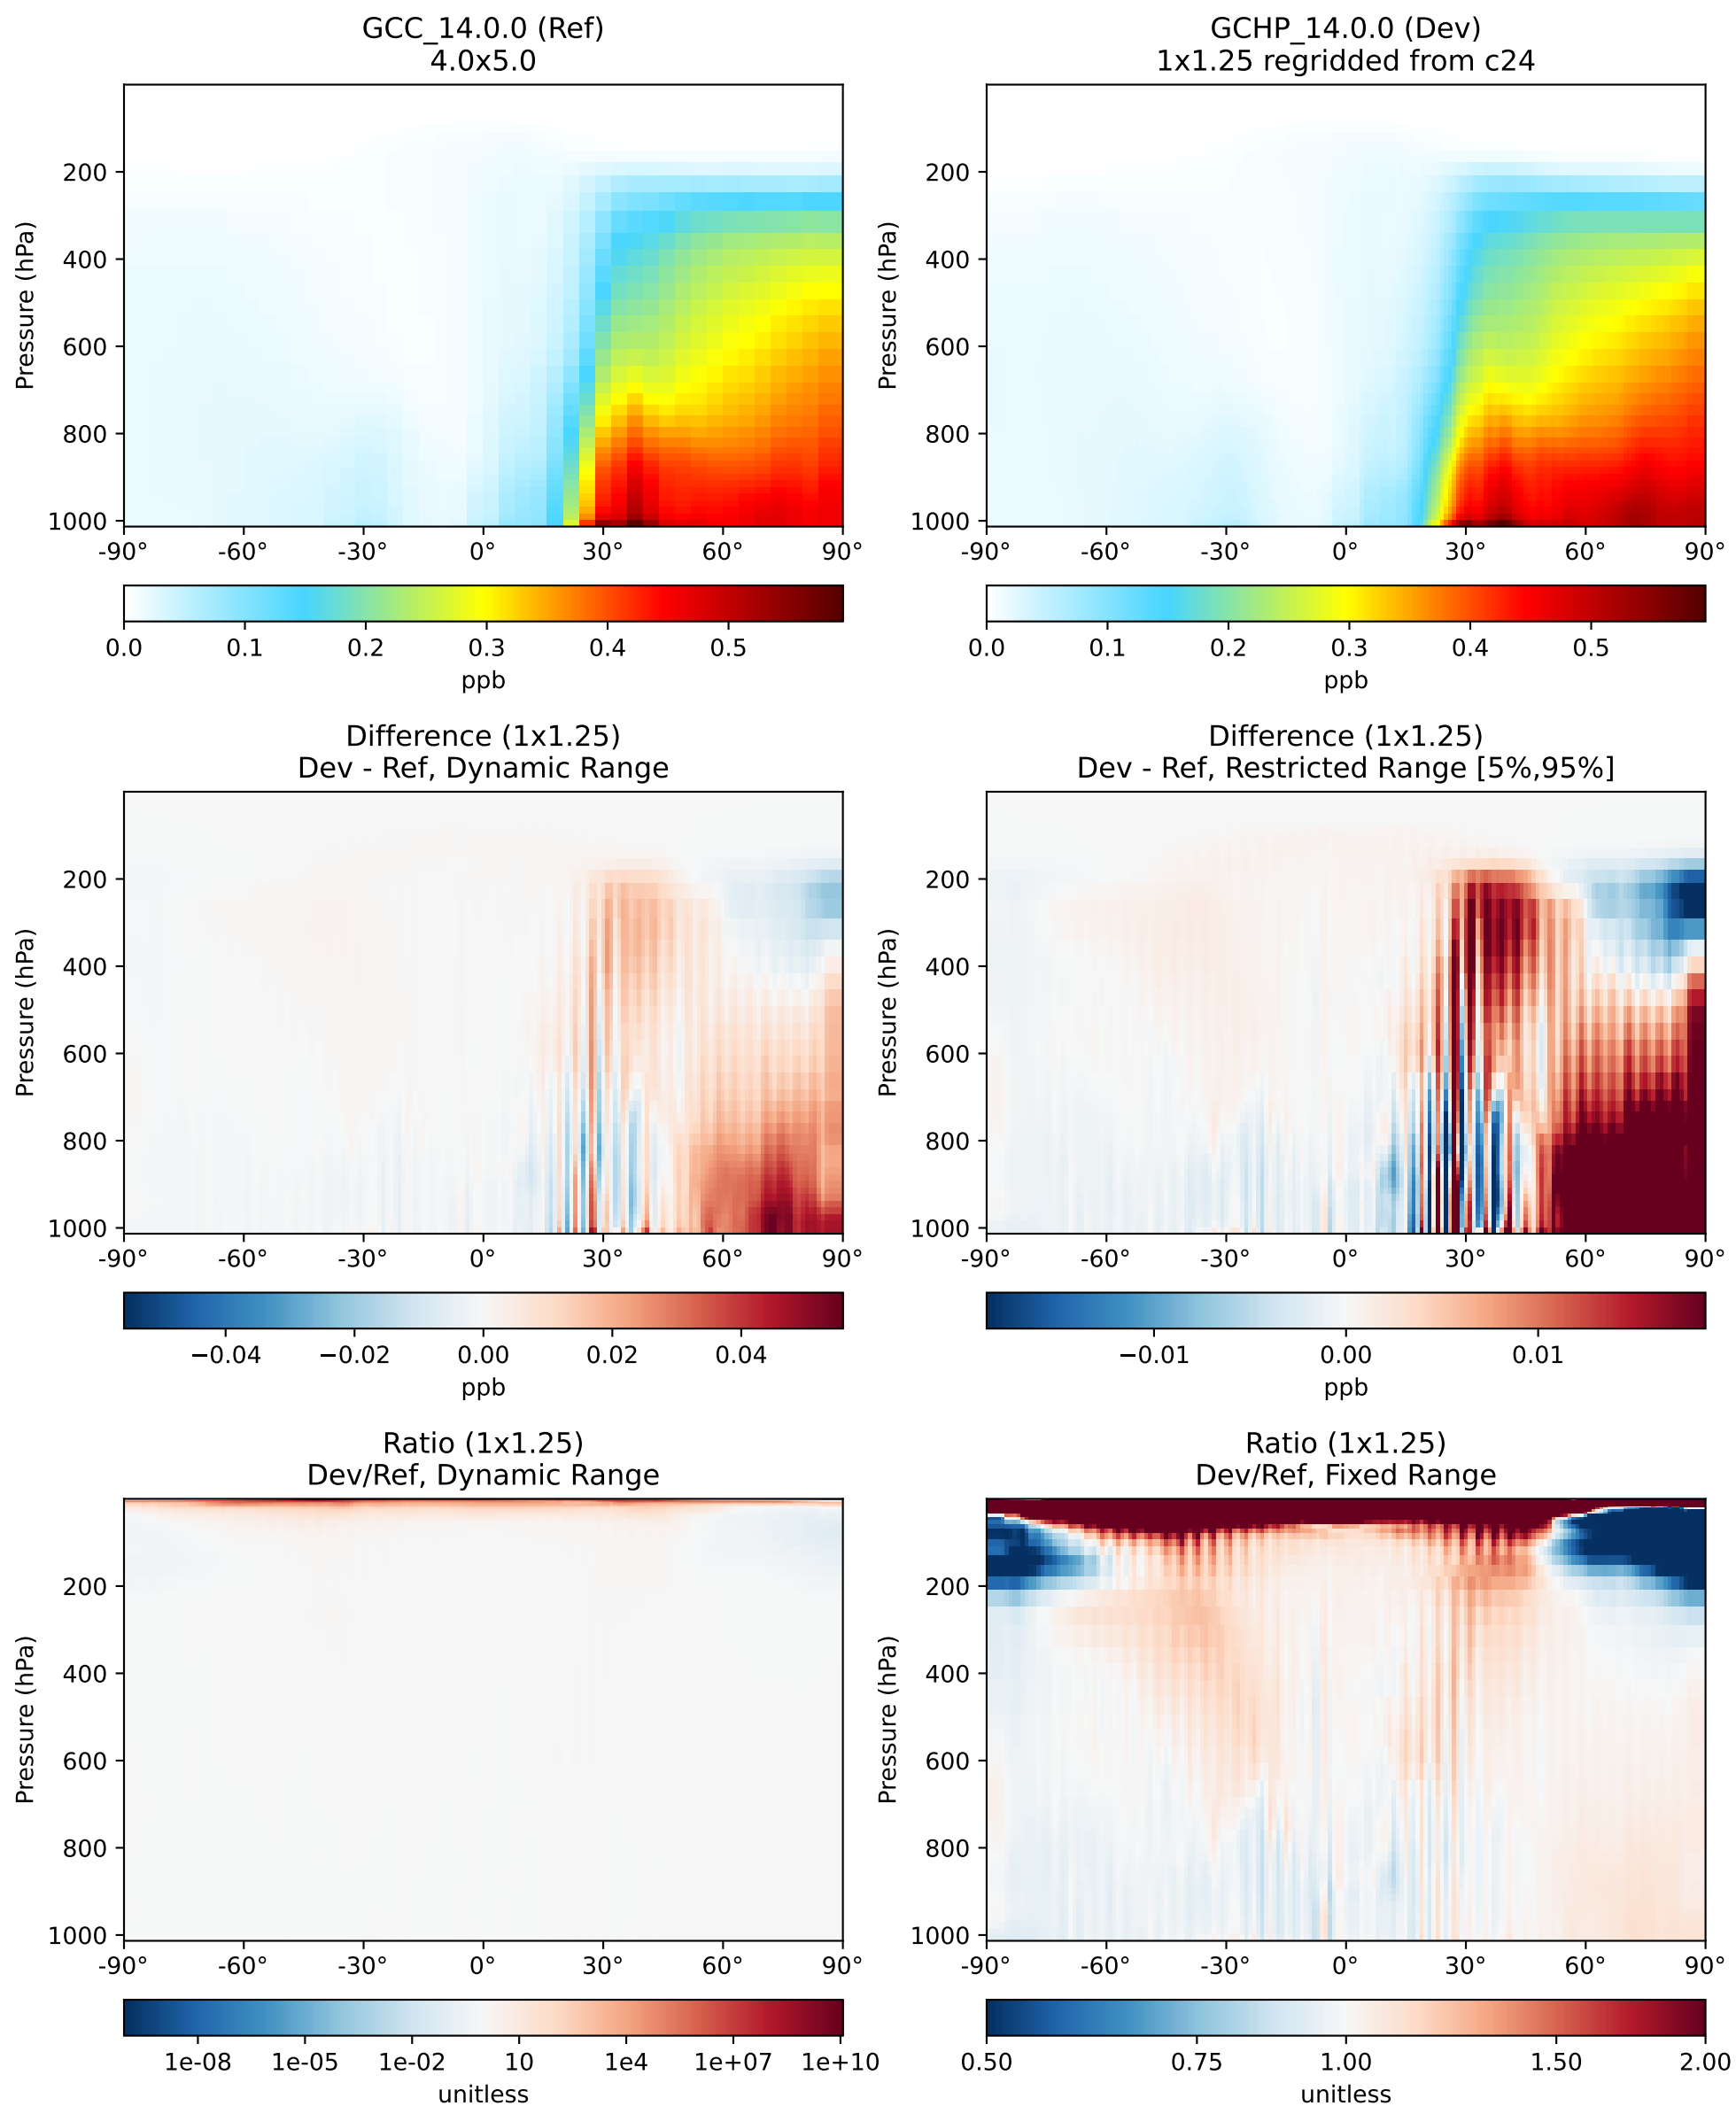 GCC_14.0.0 (Ref)
4.0x5.0
Pressure (hPa)
200
400
600
800
1000
-90° -60° -30° 0° 30° 60° 90°
0.0 0.1 0.2 0.3 0.4 0.5
ppb
GCHP_14.0.0 (Dev)
1x1.25 regridded from c24
Pressure (hPa)
200
400
600
800
1000
-90° -60° -30° 0° 30° 60° 90°
0.0 0.1 0.2 0.3 0.4 0.5
ppb
Difference (1x1.25)
Dev - Ref, Dynamic Range
Pressure (hPa)
200
400
600
800
1000
-90° -60° -30° 0° 30° 60° 90°
−0.04 −0.02 0.00 0.02 0.04
ppb
Difference (1x1.25)
Dev - Ref, Restricted Range [5%,95%]
Pressure (hPa)
200
400
600
800
1000
-90° -60° -30° 0° 30° 60° 90°
−0.01 0.00 0.01
ppb
Ratio (1x1.25)
Dev/Ref, Dynamic Range
Pressure (hPa)
200
400
600
800
1000
-90° -60° -30° 0° 30° 60° 90°
1e-08 1e-05 1e-02 10 1e+4 1e+07 1e+10
unitless
Ratio (1x1.25)
Dev/Ref, Fixed Range
Pressure (hPa)
200
400
600
800
1000
-90° -60° -30° 0° 30° 60° 90°
0.50 0.75 1.00 1.50 2.00
unitless